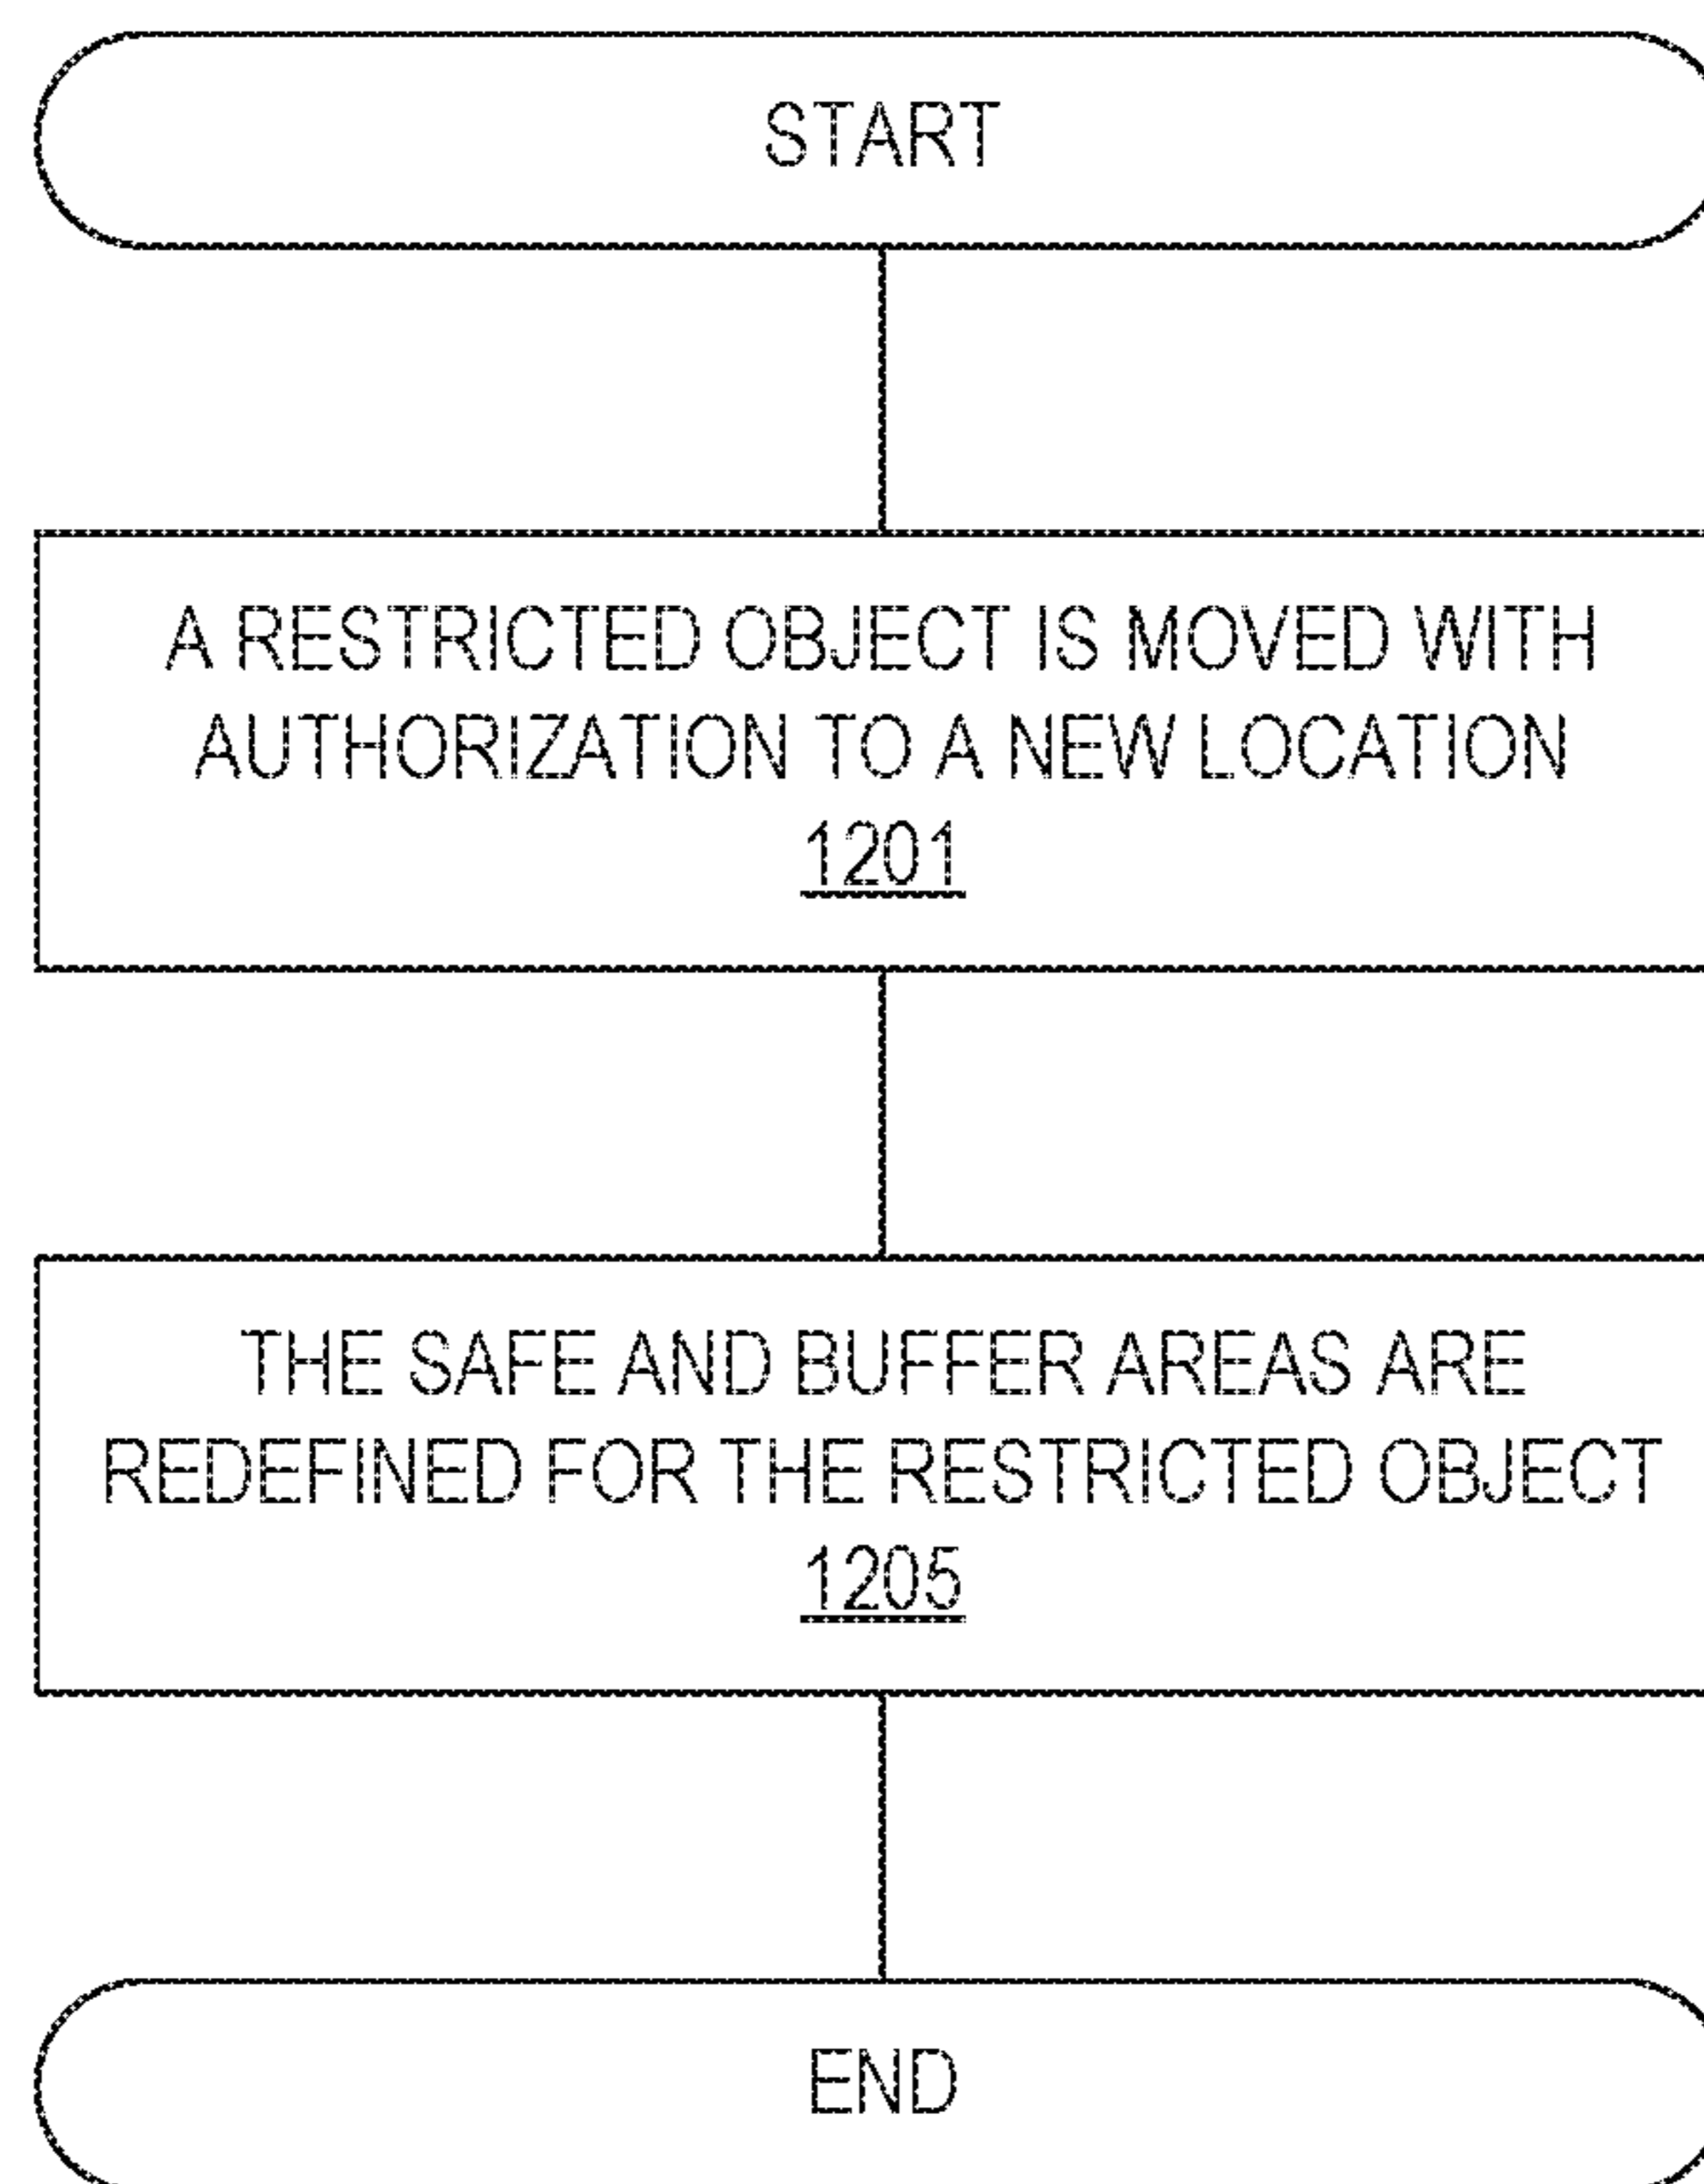 START
A RESTRICTED OBJECT IS MOVED WITH
AUTHORIZATION TO A NEW LOCATION
1201
THE SAFE AND BUFFER AREAS ARE
REDEFINED FOR THE RESTRICTED OBJECT
1205
END